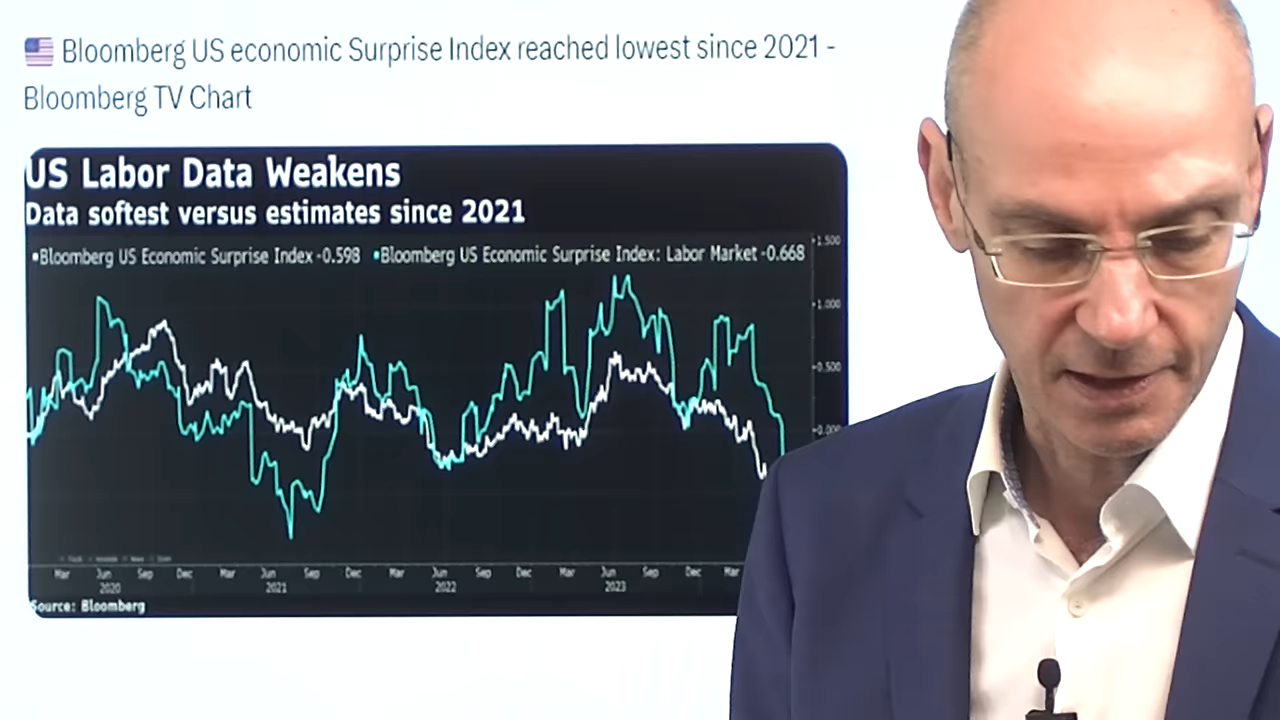 Bloomberg US economic Surprise Index reached lowest since 2021 -
Bloomberg TV Chart
US Labor Data Weakens
Data softest versus estimates since 2021
Bloomberg US Economic Surprise Index -0.598 Bloomberg US Economic Surprise Index: Labor Market -0.668
1.500
1.000
0.500
0.000
Mar Jun Sep Dec Mar Jun Sep Dec Mar Jun Sep Dec Mar Jun Sep Dec Mar
2020 2021 2022 2023
Source: Bloomberg